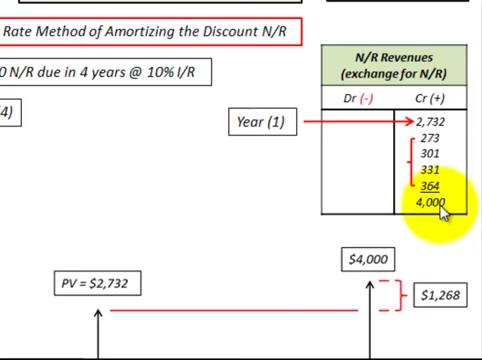 Rate Method of Amortizing the Discount N/R
0 N/R due in 4 years @ 10% I/R
4)
N/R Revenues
(exchange for N/R)
Dr (-) Cr (+)
Year (1)
2,732
273
301
331
364
4,000
$4,000
PV = $2,732
$1,268